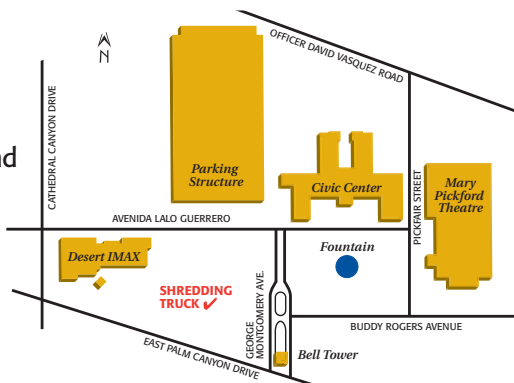 OFFICER DAVID VASQUEZ ROAD
N
CATHEDRAL CANYON DRIVE
nd
Parking
Structure
Civic Center
PICKFAIR STREET
Mary
Pickford
Theatre
AVENIDA LALO GUERRERO
Desert IMAX
Fountain
SHREDDING
TRUCK ✓
GEORGE
MONTGOMERY AVE.
BUDDY ROGERS AVENUE
EAST PALM CANYON DRIVE
Bell Tower